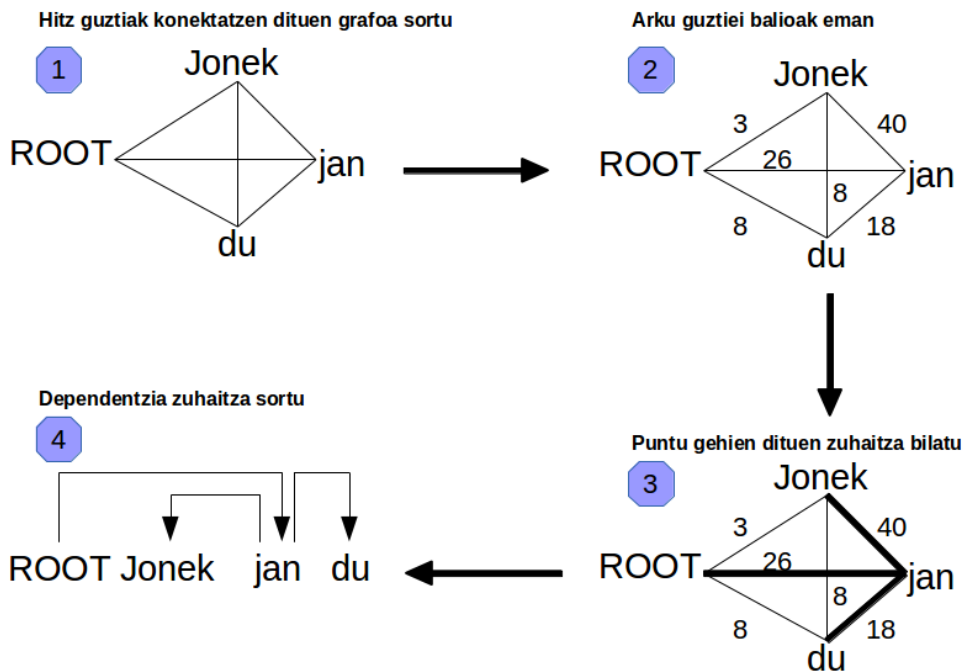 Hitz guztiak konektatzen dituen grafoa sortu
1
Jonek
ROOT
jan
du
Arku guztiei balioak eman
2
Jonek
3
40
ROOT
26
jan
8
8
18
du
Puntu gehien dituen zuhaitza bilatu
3
Jonek
3
40
ROOT
26
jan
8
8
18
du
Dependentzia zuhaitza sortu
4
ROOT Jonek jan du